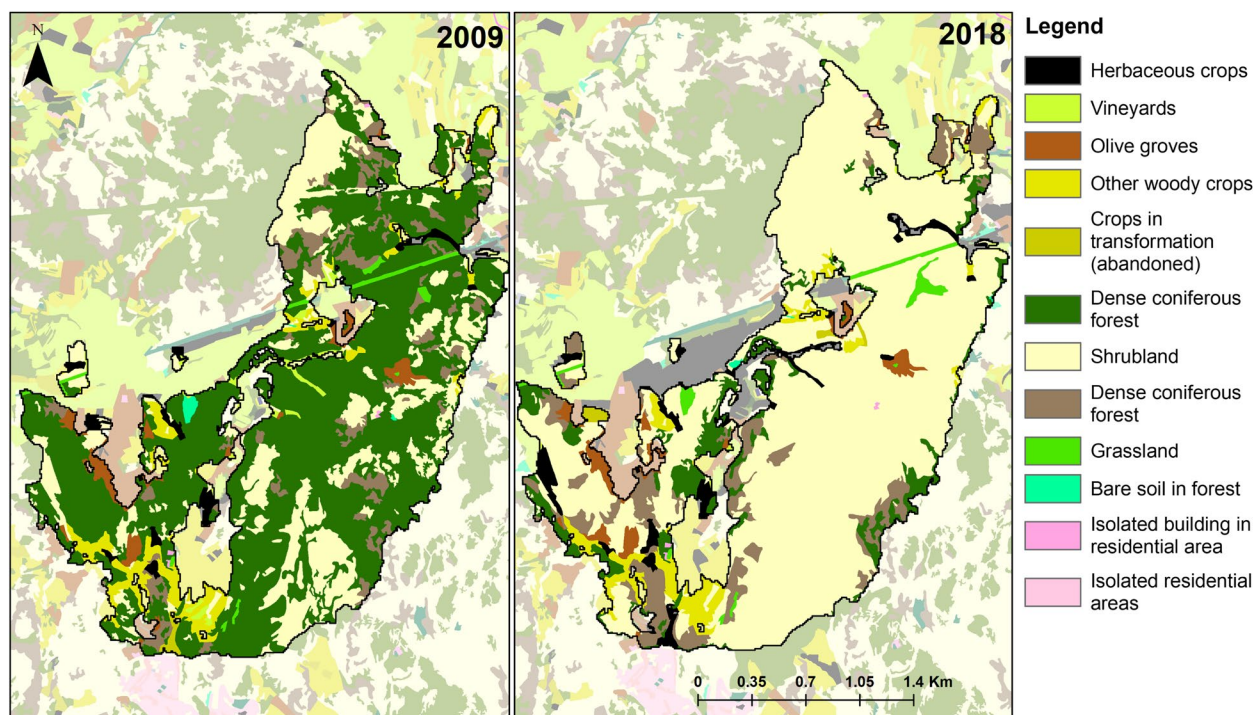 N
2009
2018
Legend
Herbaceous crops
Vineyards
Olive groves
Other woody crops
Crops in
transformation
(abandoned)
Dense coniferous
forest
Shrubland
Dense coniferous
forest
Grassland
Bare soil in forest
Isolated building in
residential area
Isolated residential
areas
0 0.35 0.7 1.05 1.4 Km